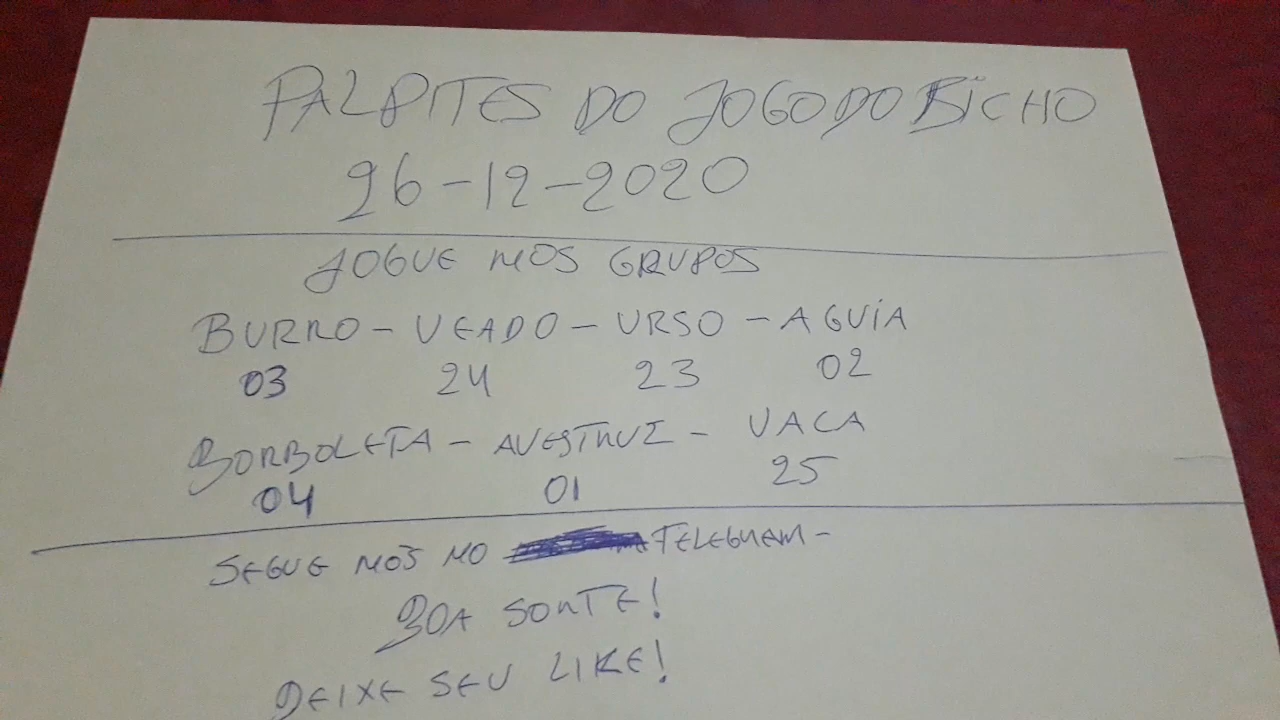 PALPITES DO JOGO DO BICHO
26-12-2020
JOGUE NOS GRUPOS
BURRO - VEADO - URSO - AGUIA
03 24 23 02
BORBOLETA - AVESTRUZ - VACA
04 01 25
SEGUE NOS NO TELEGRAM -
BOA SORTE!
DEIXE SEU LIKE!